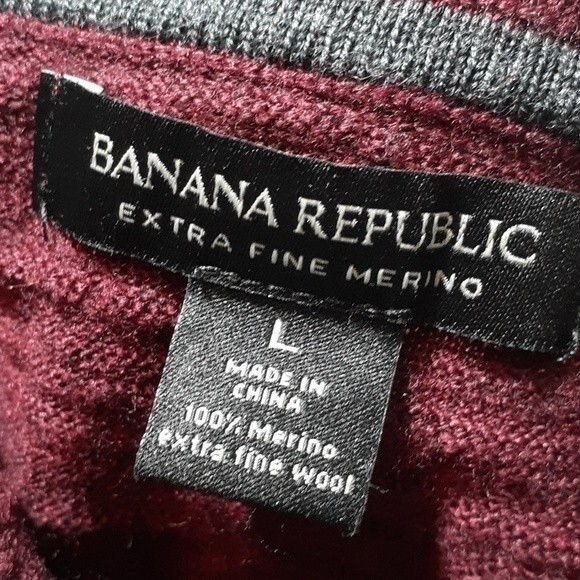 BANANA REPUBLIC
EXTRA FINE MERINO
L
MADE IN
CHINA
100% Merino
extra fine wool